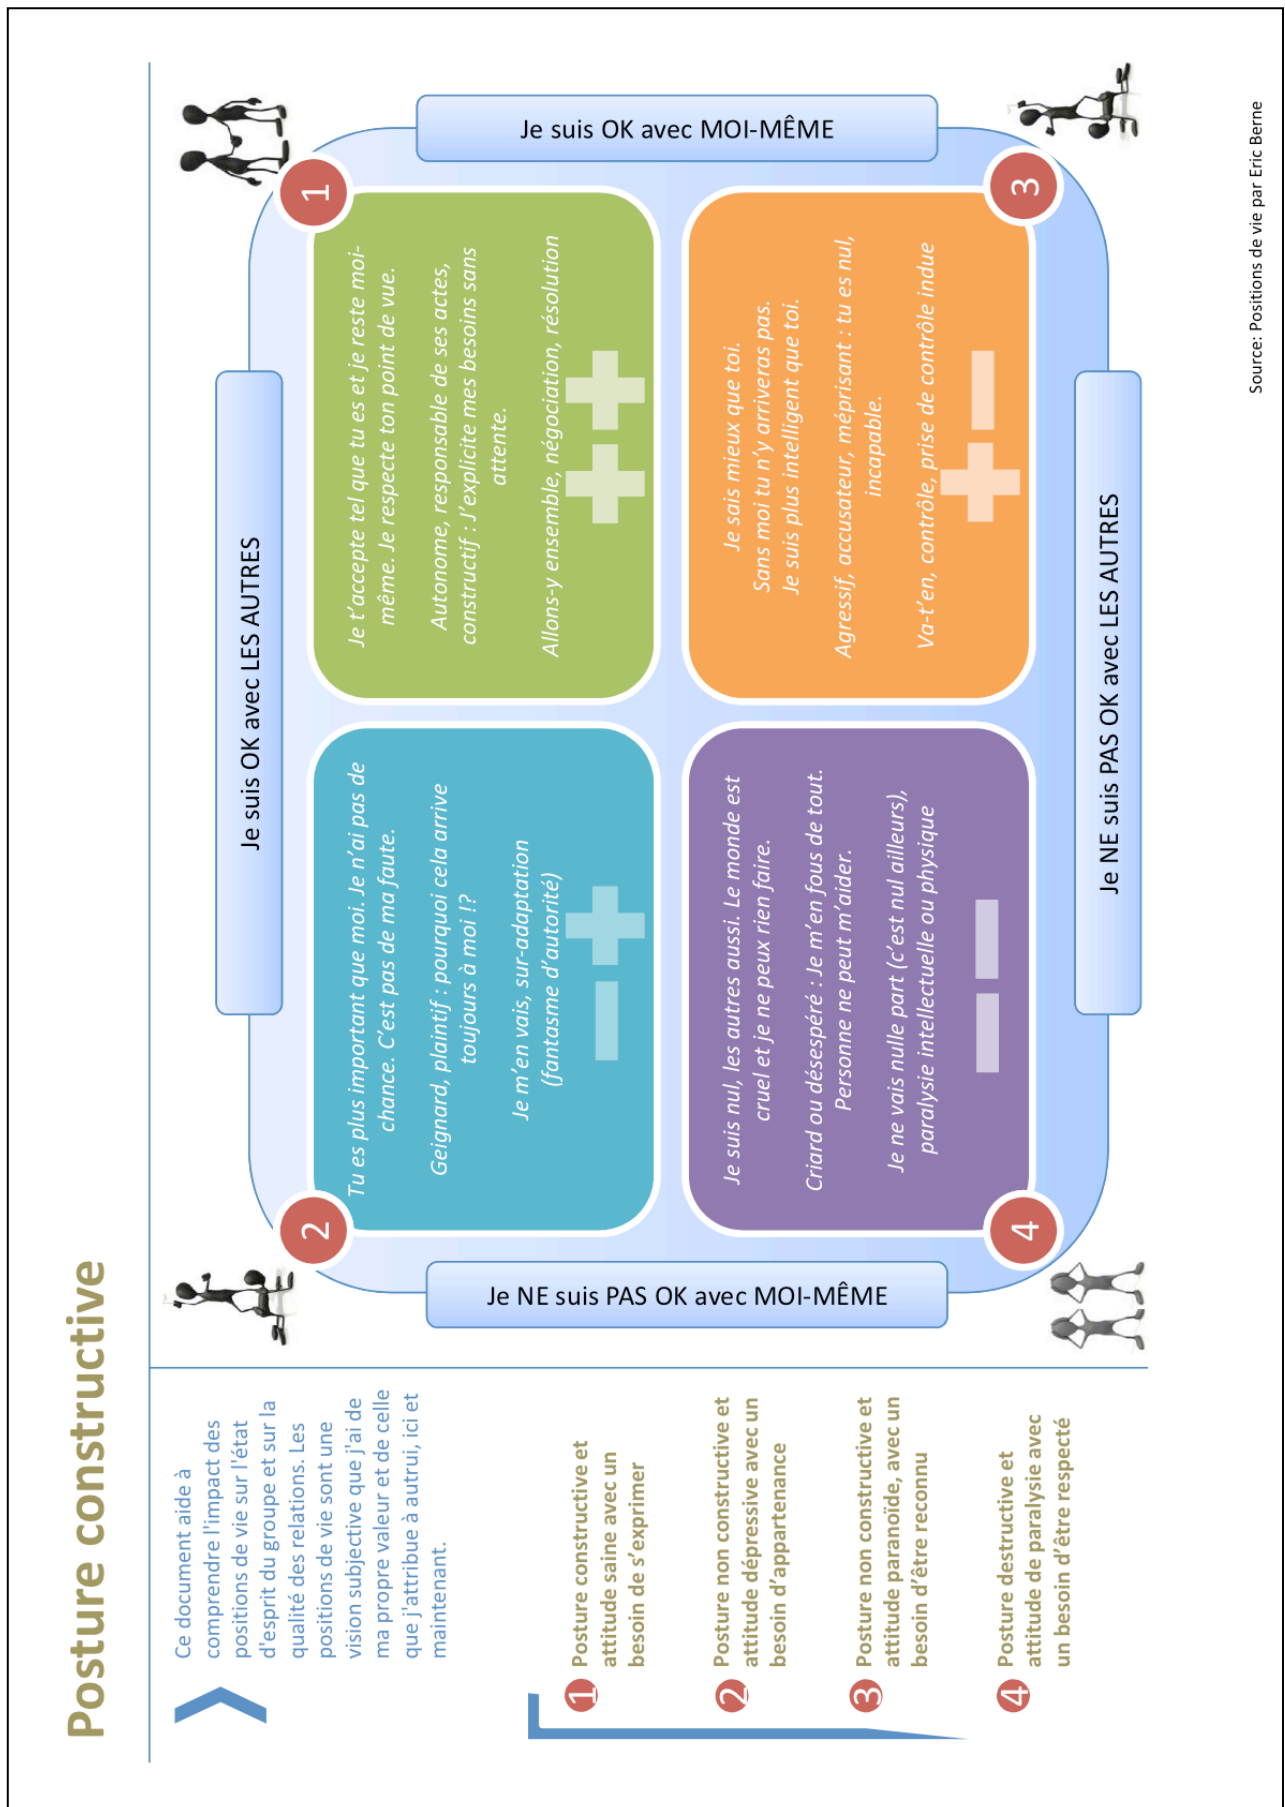 Posture constructive
Ce document aide à
comprendre l'impact des
positions de vie sur l'état
d'esprit du groupe et sur la
qualité des relations. Les
positions de vie sont une
vision subjective que j'ai de
ma propre valeur et de celle
que j'attribue à autrui, ici et
maintenant.
1 Posture constructive et
attitude saine avec un
besoin de s’exprimer
2 Posture non constructive et
attitude dépressive avec un
besoin d’appartenance
3 Posture non constructive et
attitude paranoïde, avec un
besoin d’être reconnu
4 Posture destructive et
attitude de paralysie avec
un besoin d’être respecté
Je suis OK avec LES AUTRES
Je NE suis PAS OK avec MOI-MÊME
Je suis OK avec MOI-MÊME
2
Tu es plus important que moi. Je n’ai pas de
chance. C’est pas de ma faute.
Geignard, plaintif : pourquoi cela arrive
toujours à moi !?
Je m’en vais, sur-adaptation
(fantasme d’autorité)
1
Je t’accepte tel que tu es et je reste moi-
même. Je respecte ton point de vue.
Autonome, responsable de ses actes,
constructif : J’explicite mes besoins sans
attente.
Allons-y ensemble, négociation, résolution
4
Je suis nul, les autres aussi. Le monde est
cruel et je ne peux rien faire.
Criard ou désespéré : Je m’en fous de tout.
Personne ne peut m’aider.
Je ne vais nulle part (c’est nul ailleurs),
paralysie intellectuelle ou physique
3
Je sais mieux que toi.
Sans moi tu n’y arriveras pas.
Je suis plus intelligent que toi.
Agressif, accusateur, méprisant : tu es nul,
incapable.
Va-t’en, contrôle, prise de contrôle indue
Je NE suis PAS OK avec LES AUTRES
Source: Positions de vie par Eric Berne